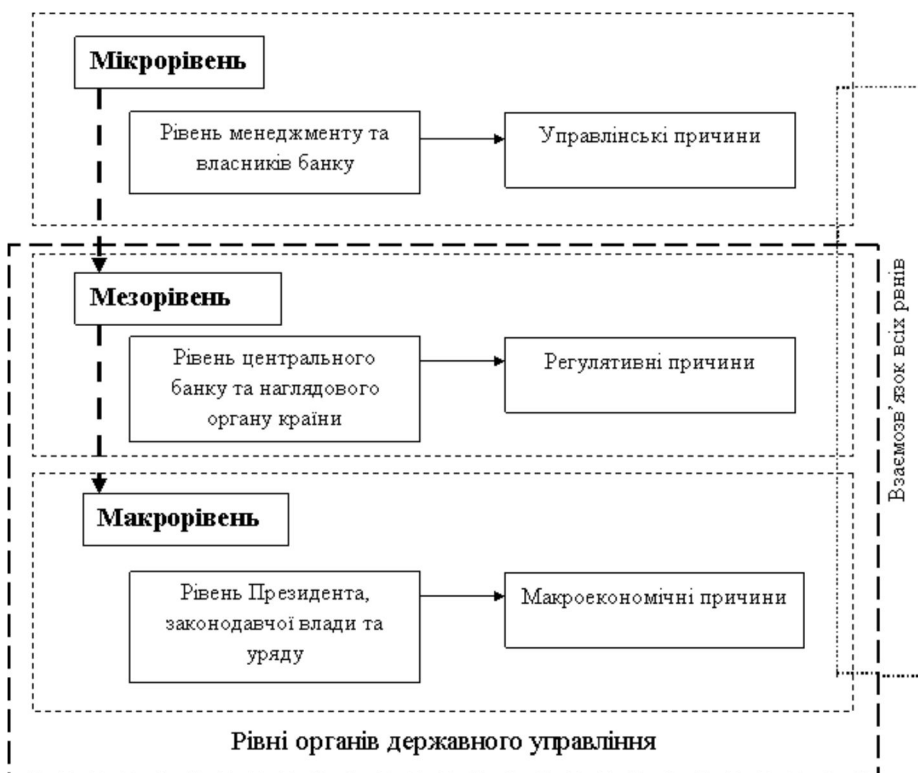 Мікрорівень
Рівень менеджменту та
власників банку
Управлінські причини
Мезорівень
Рівень центрального
банку та наглядового
органу країни
Регулятивні причини
Макрорівень
Рівень Президента,
законодавчої влади та
уряду
Макроекономічні причини
Рівні органів державного управління
Взаємозв’язок всіх рвнів